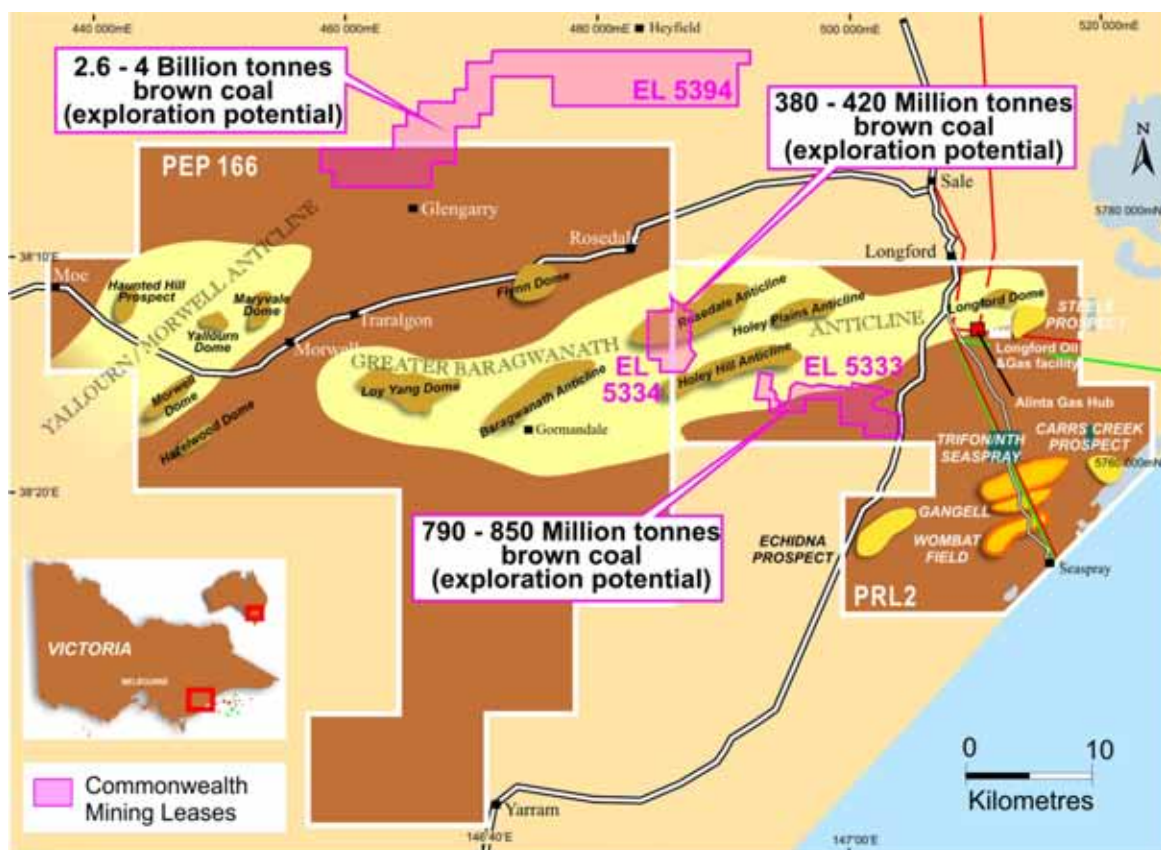 440 000mE
460 000mE
480 000mE
500 000mE
520 000mE
Heyfield
2.6 - 4 Billion tonnes
brown coal
(exploration potential)
EL 5394
380 - 420 Million tonnes
brown coal
(exploration potential)
N
PEP 166
Sale
Glengarry
5780 000mN
Rosedale
Longford
38°10'E
Moe
YALLOURN / MORWELL ANTICLINE
Haunted Hill
Prospect
Maryvale
Dome
Flynn Dome
Yallourn
Dome
Traralgon
Morwell
Rosedale Anticline
Holey Plains Anticline
Longford Dome
STEELE
PROSPECT
GREATER BARAGWANATH
ANTICLINE
Longford Oil
&Gas facility
EL
5334
Holey Hill Anticline
EL 5333
Loy Yang Dome
Baragwanath Anticline
Morwell
Dome
Hazelwood Dome
Gormandale
Alinta Gas Hub
TRIFON/NTH
SEASPRAY
CARRS CREEK
PROSPECT
5760 000mN
38°20'E
GANGELL
WOMBAT
FIELD
ECHIDNA
PROSPECT
790 - 850 Million tonnes
brown coal
(exploration potential)
Seaspray
PRL2
VICTORIA
MELBOURNE
0 10
Kilometres
Commonwealth
Mining Leases
Yarram
146°40'E
147°00'E